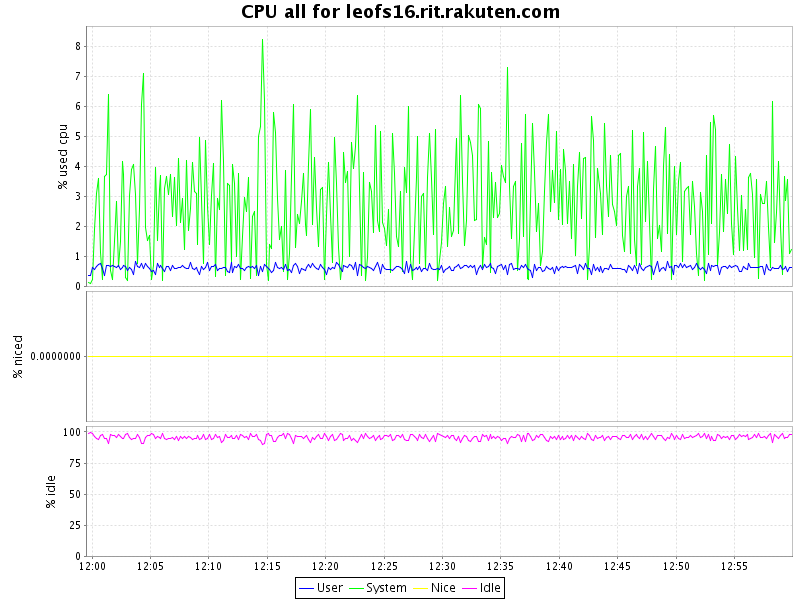 CPU all for leofs16.rit.rakuten.com
% used cpu
8
7
6
5
4
3
2
1
0
% niced
0.0000000
% idle
100
75
50
25
0
12:00 12:05 12:10 12:15 12:20 12:25 12:30 12:35 12:40 12:45 12:50 12:55
User System Nice Idle